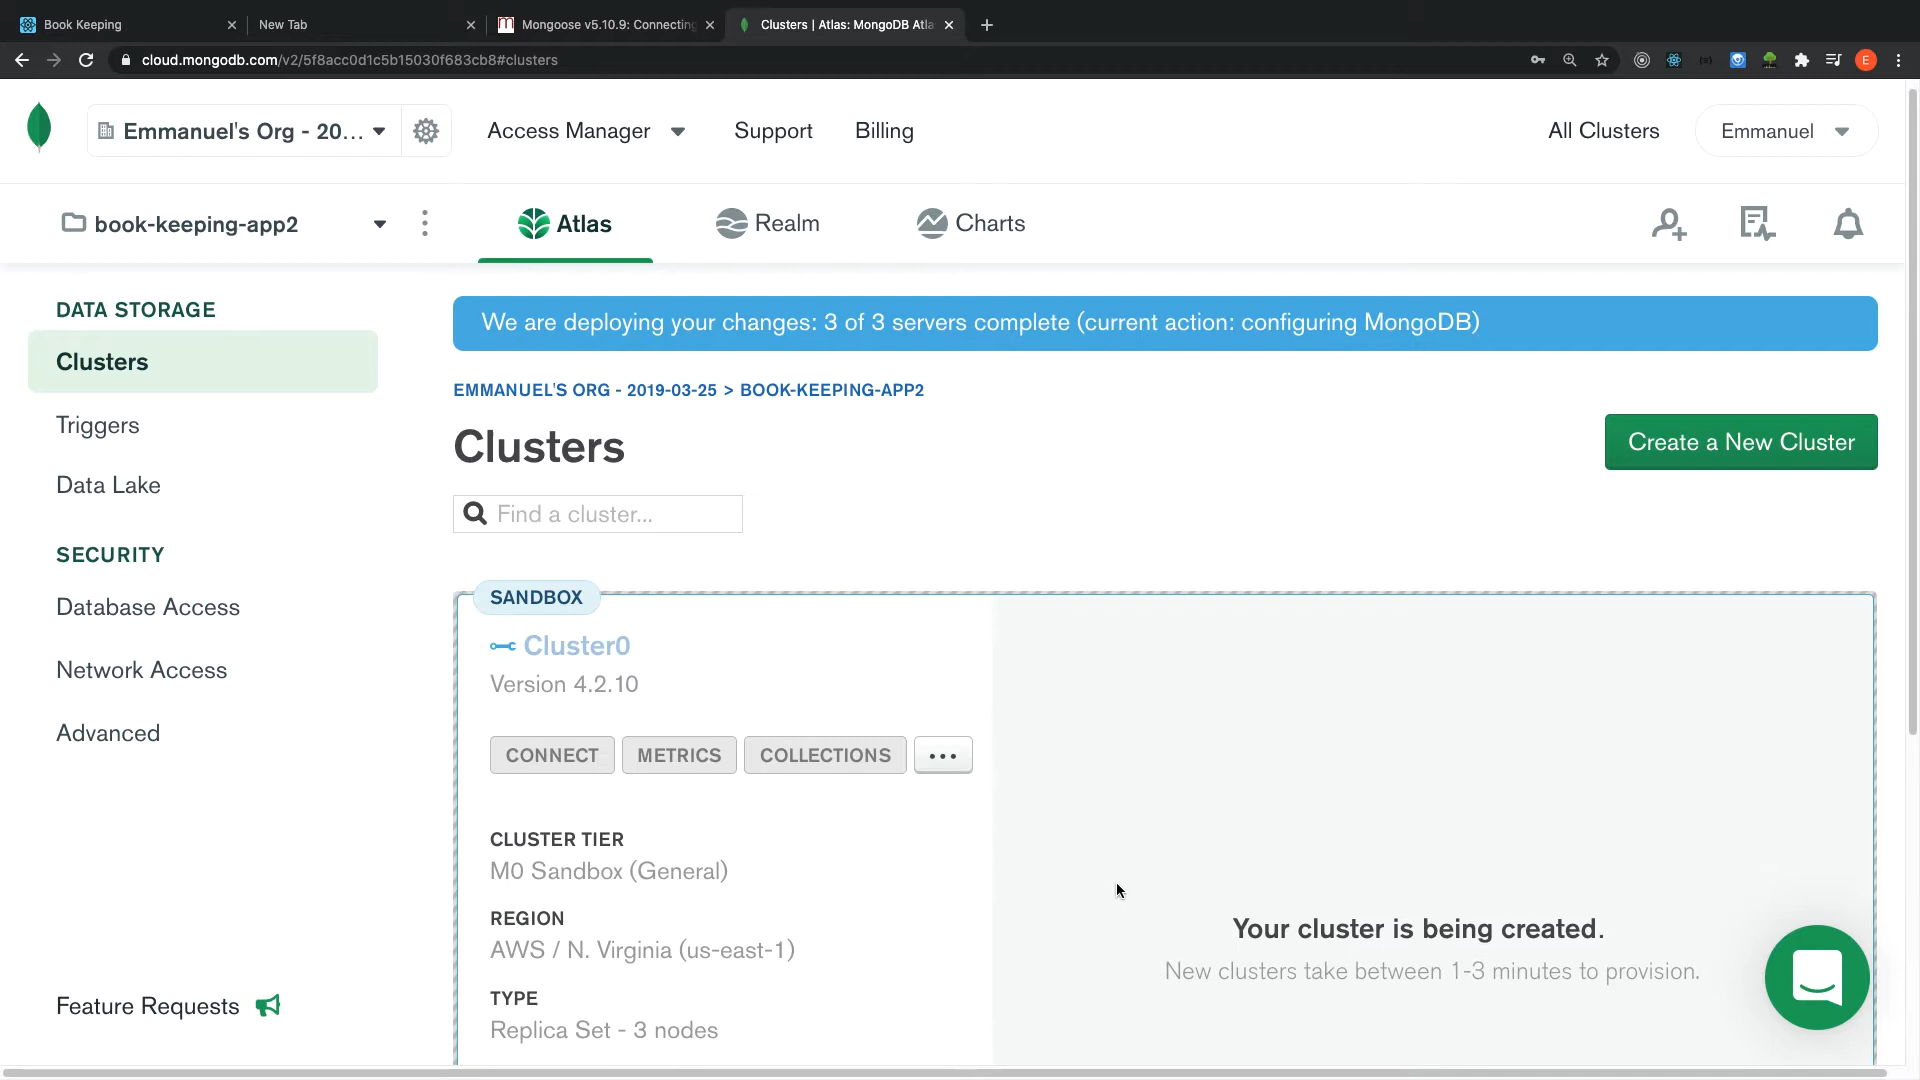 Book Keeping
New Tab
Mongoose v5.10.9: Connecting
Clusters | Atlas: MongoDB Atla
cloud.mongodb.com/v2/5f8acc0d1c5b15030f683cb8#clusters
E
Emmanuel's Org - 20...
Access Manager
Support
Billing
All Clusters
Emmanuel
book-keeping-app2
Atlas
Realm
Charts
DATA STORAGE
Clusters
Triggers
Data Lake
SECURITY
Database Access
Network Access
Advanced
Feature Requests
We are deploying your changes: 3 of 3 servers complete (current action: configuring MongoDB)
EMMANUEL'S ORG - 2019-03-25 > BOOK-KEEPING-APP2
Clusters
Create a New Cluster
Find a cluster...
SANDBOX
Cluster0
Version 4.2.10
CONNECT
METRICS
COLLECTIONS
...
CLUSTER TIER
M0 Sandbox (General)
REGION
AWS / N. Virginia (us-east-1)
TYPE
Replica Set - 3 nodes
Your cluster is being created.
New clusters take between 1-3 minutes to provision.